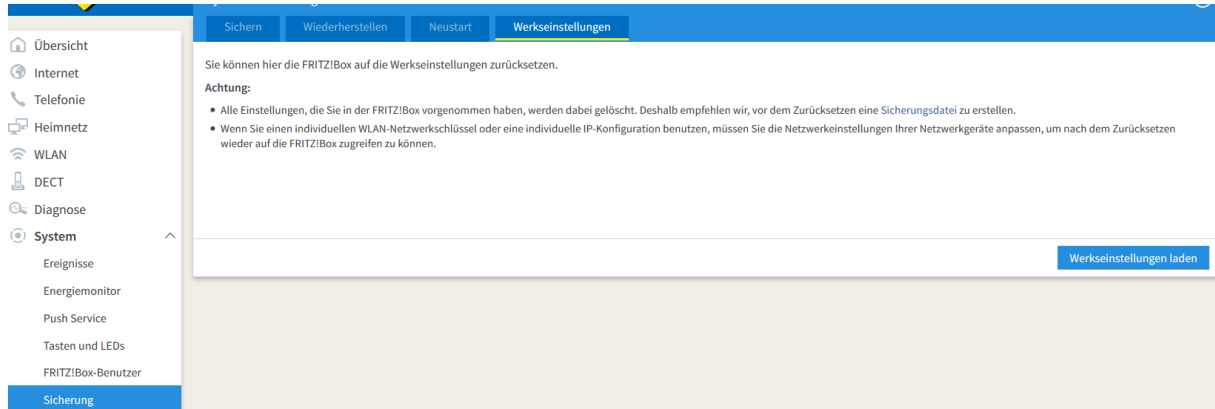 Sichern
Wiederherstellen
Neustart
Werkseinstellungen
Übersicht
Internet
Telefonie
Heimnetz
WLAN
DECT
Diagnose
System
Ereignisse
Energiemonitor
Push Service
Tasten und LEDs
FRITZ!Box-Benutzer
Sicherung
Sie können hier die FRITZ!Box auf die Werkseinstellungen zurücksetzen.
Achtung:
• Alle Einstellungen, die Sie in der FRITZ!Box vorgenommen haben, werden dabei gelöscht. Deshalb empfehlen wir, vor dem Zurücksetzen eine Sicherungsdatei zu erstellen.
• Wenn Sie einen individuellen WLAN-Netzwerkschlüssel oder eine individuelle IP-Konfiguration benutzen, müssen Sie die Netzwerkeinstellungen Ihrer Netzwerkgeräte anpassen, um nach dem Zurücksetzen
wieder auf die FRITZ!Box zugreifen zu können.
Werkseinstellungen laden